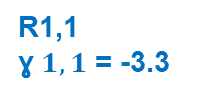 R1,1
ɣ 1, 1 = -3.3